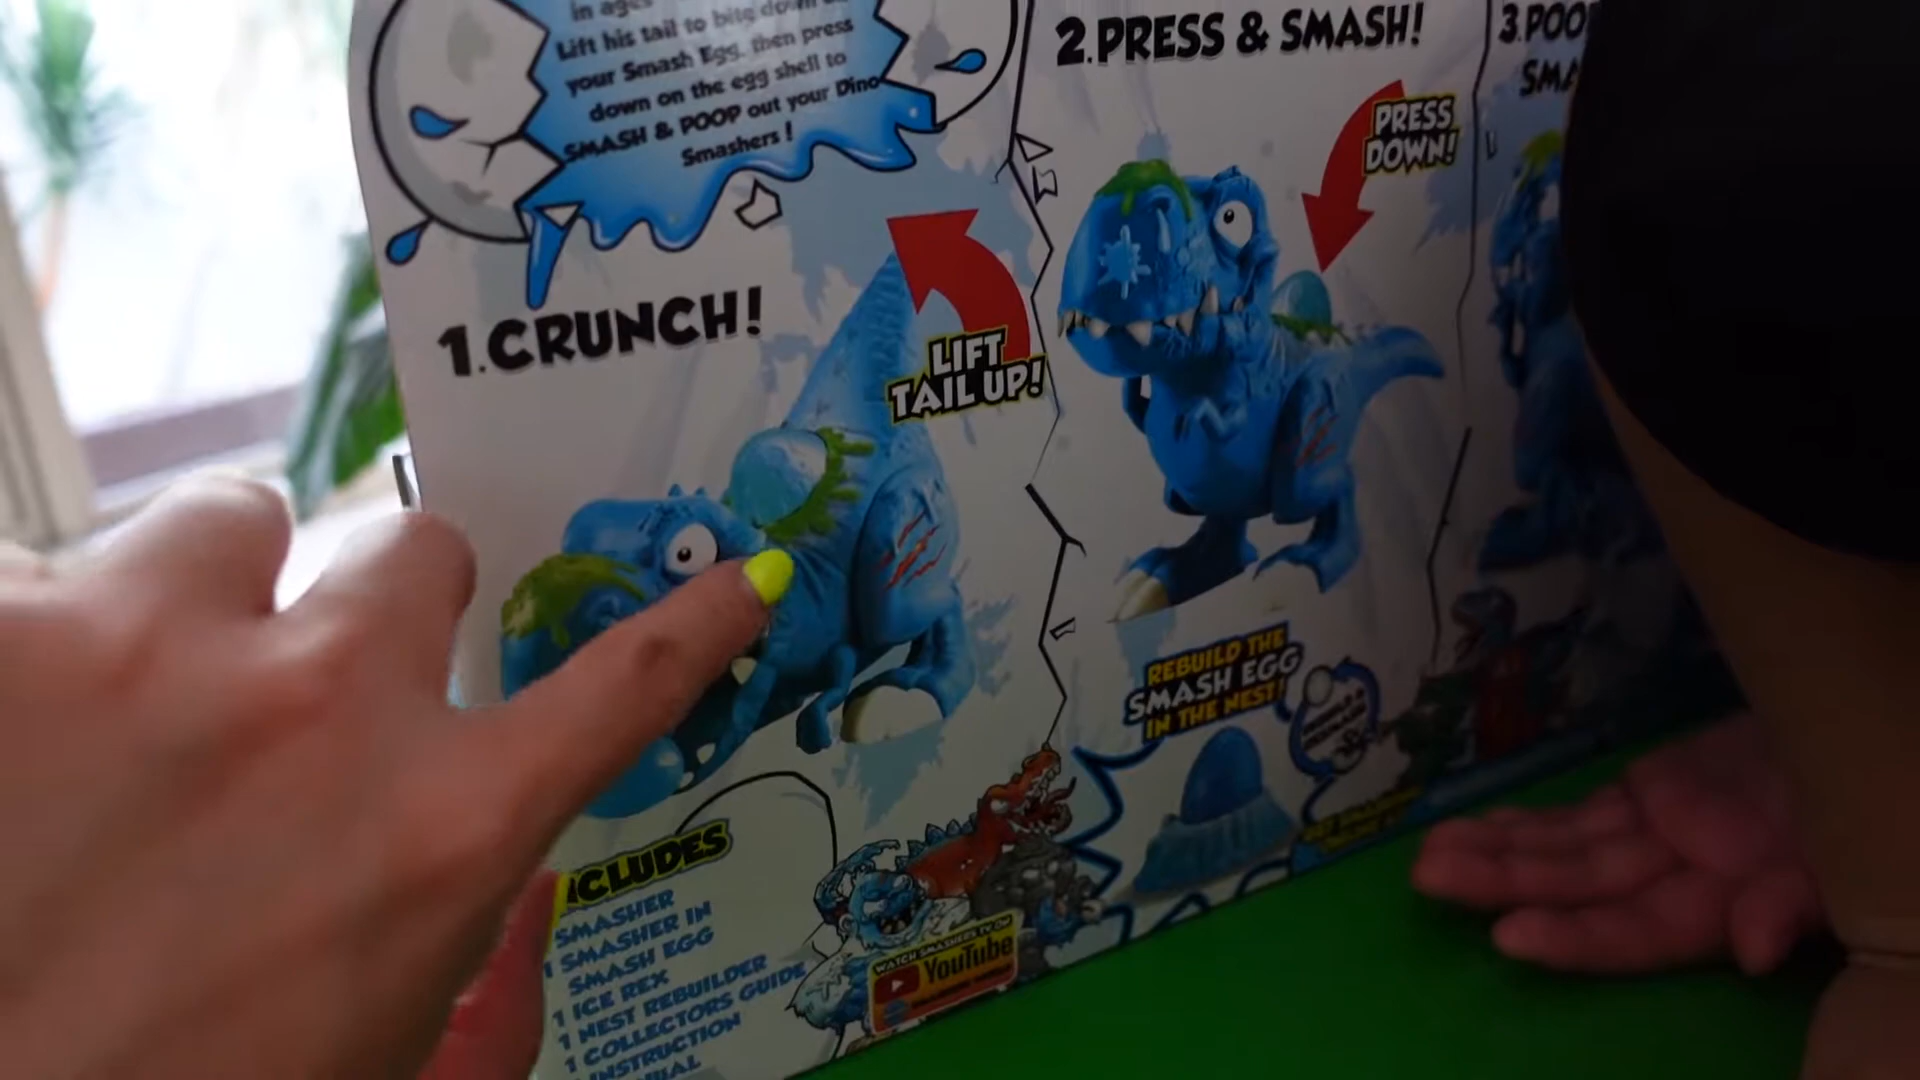 in ages
Lift his tail to bite down
your Smash Egg, then press
down on the egg shell to
SMASH & POOP out your Dino
Smashers!
1.CRUNCH!
LIFT
TAIL UP!
2.PRESS & SMASH!
PRESS
DOWN!
3.POO
SMA
REBUILD THE
SMASH EGG
IN THE NEST!
NCLUDES
SMASHER
1 SMASHER IN
SMASH EGG
1 ICE REX
1 NEST REBUILDER
1 COLLECTORS GUIDE
INSTRUCTION
WATCH SMASHERS TV ON
YouTube